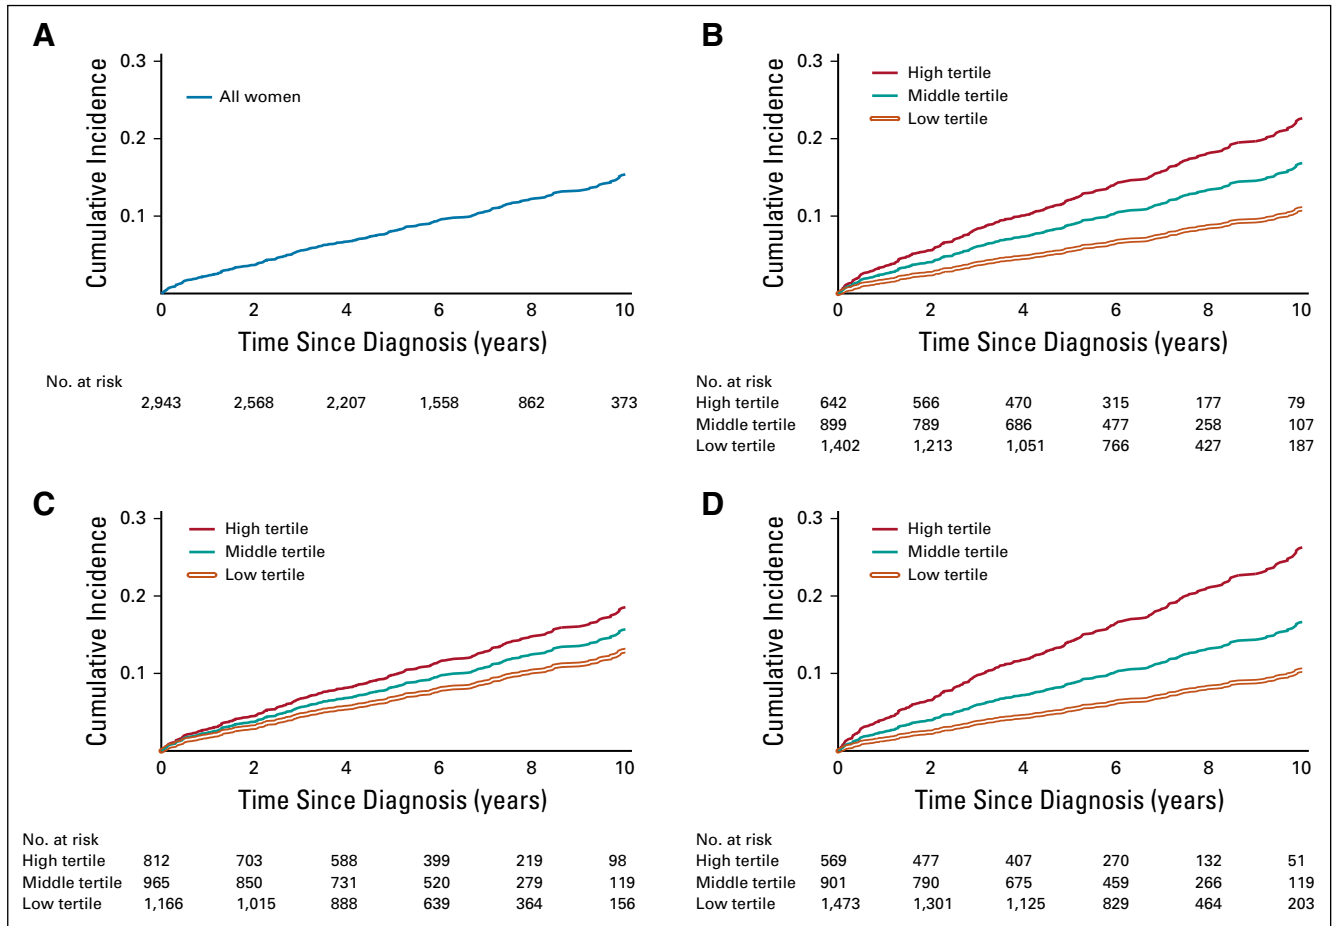 A
0.3
0.2
0.1
Cumulative Incidence
All women
0 2 4 6 8 10
Time Since Diagnosis (years)
No. at risk
2,943 2,568 2,207 1,558 862 373
B
0.3
0.2
0.1
Cumulative Incidence
High tertile
Middle tertile
Low tertile
0 2 4 6 8 10
Time Since Diagnosis (years)
No. at risk
High tertile 642 566 470 315 177 79
Middle tertile 899 789 686 477 258 107
Low tertile 1,402 1,213 1,051 766 427 187
C
0.3
0.2
0.1
Cumulative Incidence
High tertile
Middle tertile
Low tertile
0 2 4 6 8 10
Time Since Diagnosis (years)
No. at risk
High tertile 812 703 588 399 219 98
Middle tertile 965 850 731 520 279 119
Low tertile 1,166 1,015 888 639 364 156
D
0.3
0.2
0.1
Cumulative Incidence
High tertile
Middle tertile
Low tertile
0 2 4 6 8 10
Time Since Diagnosis (years)
No. at risk
High tertile 569 477 407 270 132 51
Middle tertile 901 790 675 459 266 119
Low tertile 1,473 1,301 1,125 829 464 203